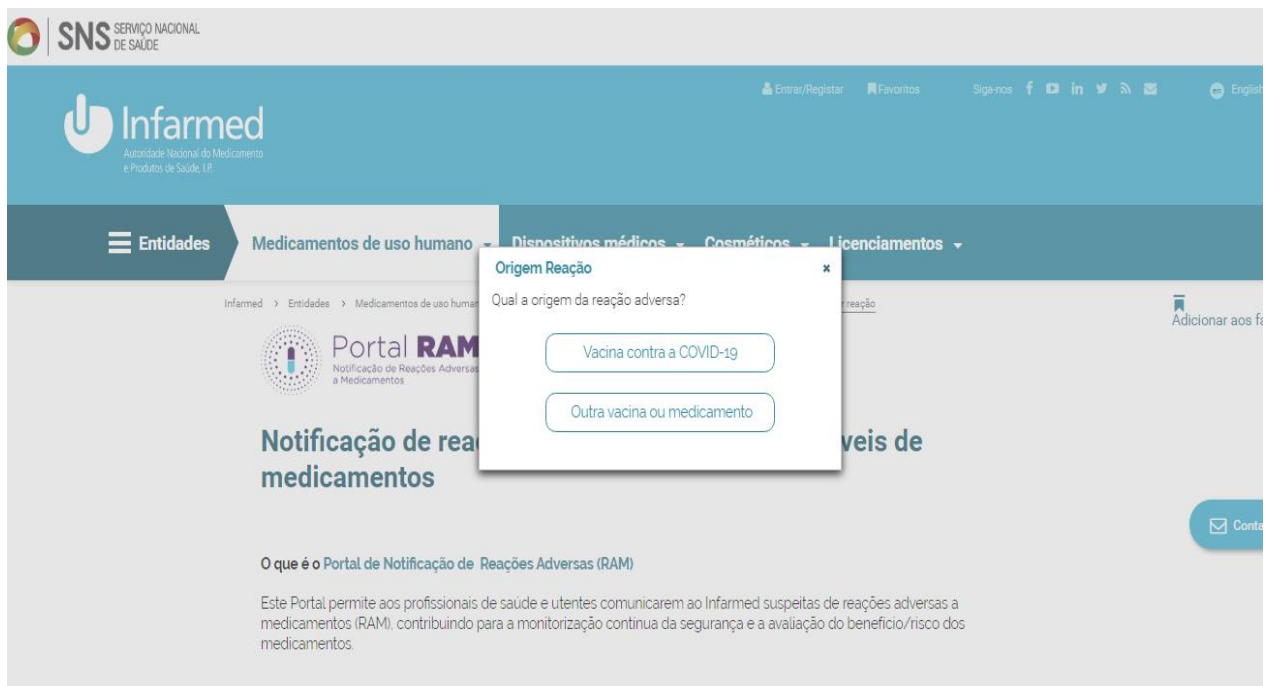 SNS SERVIÇO NACIONAL
DE SAÚDE
Entrar/Registar Favoritos Siga-nos English
Infarmed
Autoridade Nacional do Medicamento
e Produtos de Saúde, I.P.
Entidades Medicamentos de uso humano Dispositivos médicos Cosméticos Licenciamentos
Origem Reação ×
Qual a origem da reação adversa?
Vacina contra a COVID-19
Outra vacina ou medicamento
Infarmed > Entidades > Medicamentos de uso human reação
Adicionar aos fa
Portal RAM
Notificação de Reações Adversas
a Medicamentos
Notificação de rea veis de
medicamentos
Conta
O que é o Portal de Notificação de Reações Adversas (RAM)
Este Portal permite aos profissionais de saúde e utentes comunicarem ao Infarmed suspeitas de reações adversas a
medicamentos (RAM), contribuindo para a monitorização contínua da segurança e a avaliação do benefício/risco dos
medicamentos.